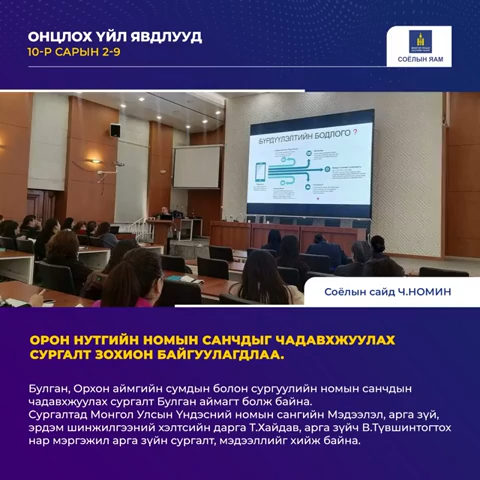 ОНЦЛОХ ҮЙЛ ЯВДЛУУД
10-Р САРЫН 2-9
СОЁЛЫН ЯАМ
БҮРДҮҮЛЭЛТИЙН БОДЛОГО ?
Соёлын сайд Ч.НОМИН
ОРОН НУТГИЙН НОМЫН САНЧДЫГ ЧАДАВХЖУУЛАХ
СУРГАЛТ ЗОХИОН БАЙГУУЛАГДЛАА.
Булган, Орхон аймгийн сумдын болон сургуулийн номын санчдын
чадавхжуулах сургалт Булган аймагт болж байна.
Сургалтад Монгол Улсын Үндэсний номын сангийн Мэдээлэл, арга зүй,
эрдэм шинжилгээний хэлтсийн дарга Т.Хайдав, арга зүйч В.Түвшинтогтох
нар мэргэжил арга зүйн сургалт, мэдээллийг хийж байна.